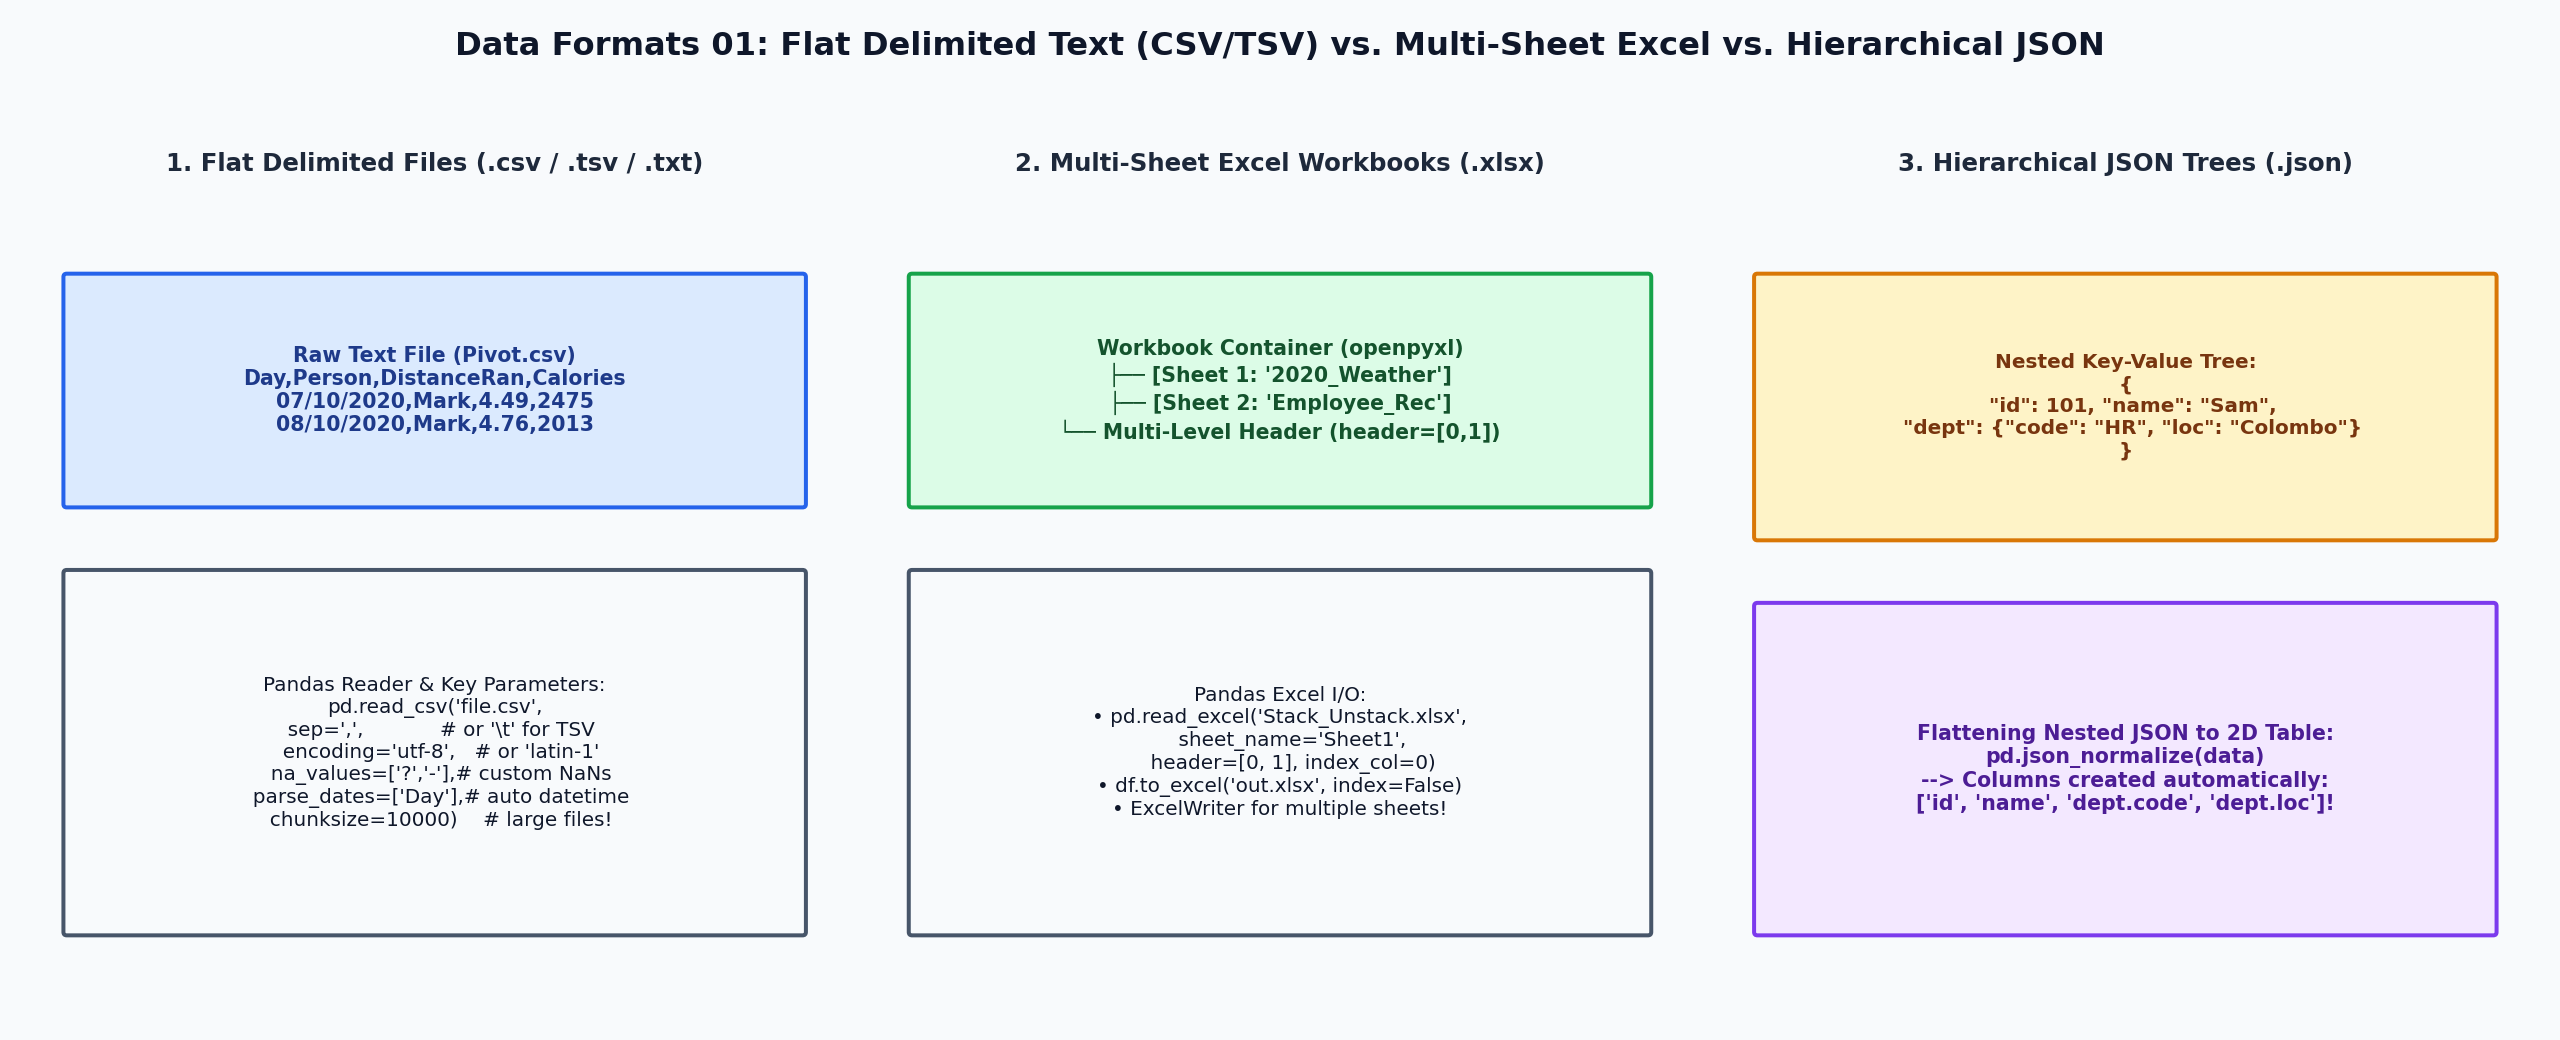 Data Formats 01: Flat Delimited Text (CSV/TSV) vs. Multi-Sheet Excel vs. Hierarchical JSON
1. Flat Delimited Files (.csv / .tsv / .txt)
Raw Text File (Pivot.csv)
Day,Person,DistanceRan,Calories
07/10/2020,Mark,4.49,2475
08/10/2020,Mark,4.76,2013
Pandas Reader & Key Parameters:
pd.read_csv('file.csv',
sep=',',            # or '\t' for TSV
encoding='utf-8',   # or 'latin-1'
na_values=['?','-'],# custom NaNs
parse_dates=['Day'],# auto datetime
chunksize=10000)    # large files!
2. Multi-Sheet Excel Workbooks (.xlsx)
Workbook Container (openpyxl)
├── [Sheet 1: '2020_Weather']
├── [Sheet 2: 'Employee_Rec']
└── Multi-Level Header (header=[0,1])
Pandas Excel I/O:
• pd.read_excel('Stack_Unstack.xlsx',
sheet_name='Sheet1',
header=[0, 1], index_col=0)
• df.to_excel('out.xlsx', index=False)
• ExcelWriter for multiple sheets!
3. Hierarchical JSON Trees (.json)
Nested Key-Value Tree:
{
"id": 101, "name": "Sam",
"dept": {"code": "HR", "loc": "Colombo"}
}
Flattening Nested JSON to 2D Table:
pd.json_normalize(data)
--> Columns created automatically:
['id', 'name', 'dept.code', 'dept.loc']!